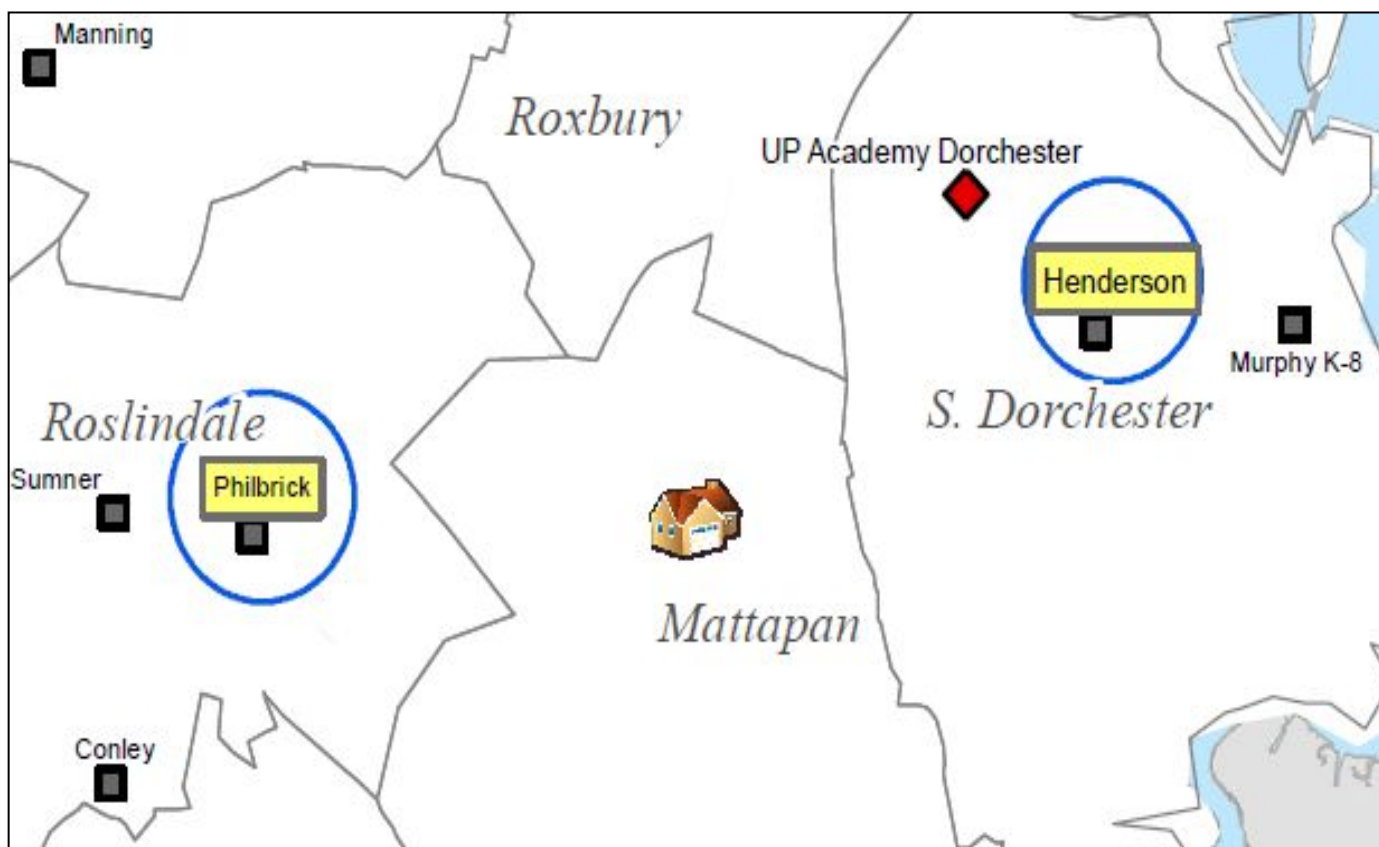 Manning
Roxbury
UP Academy Dorchester
Henderson
Murphy K-8
S. Dorchester
Roslindale
Sumner
Philbrick
Mattapan
Conley